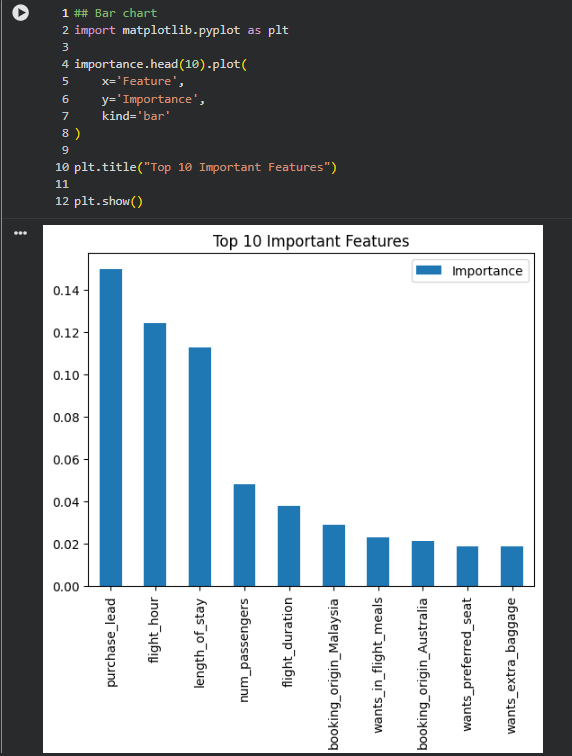 1 ## Bar chart
2 import matplotlib.pyplot as plt
3
4 importance.head(10).plot(
5     x='Feature',
6     y='Importance',
7     kind='bar'
8 )
9
10 plt.title("Top 10 Important Features")
11
12 plt.show()
Top 10 Important Features
Importance
0.14
0.12
0.10
0.08
0.06
0.04
0.02
0.00
purchase_lead
flight_hour
length_of_stay
num_passengers
flight_duration
booking_origin_Malaysia
wants_in_flight_meals
booking_origin_Australia
wants_preferred_seat
wants_extra_baggage